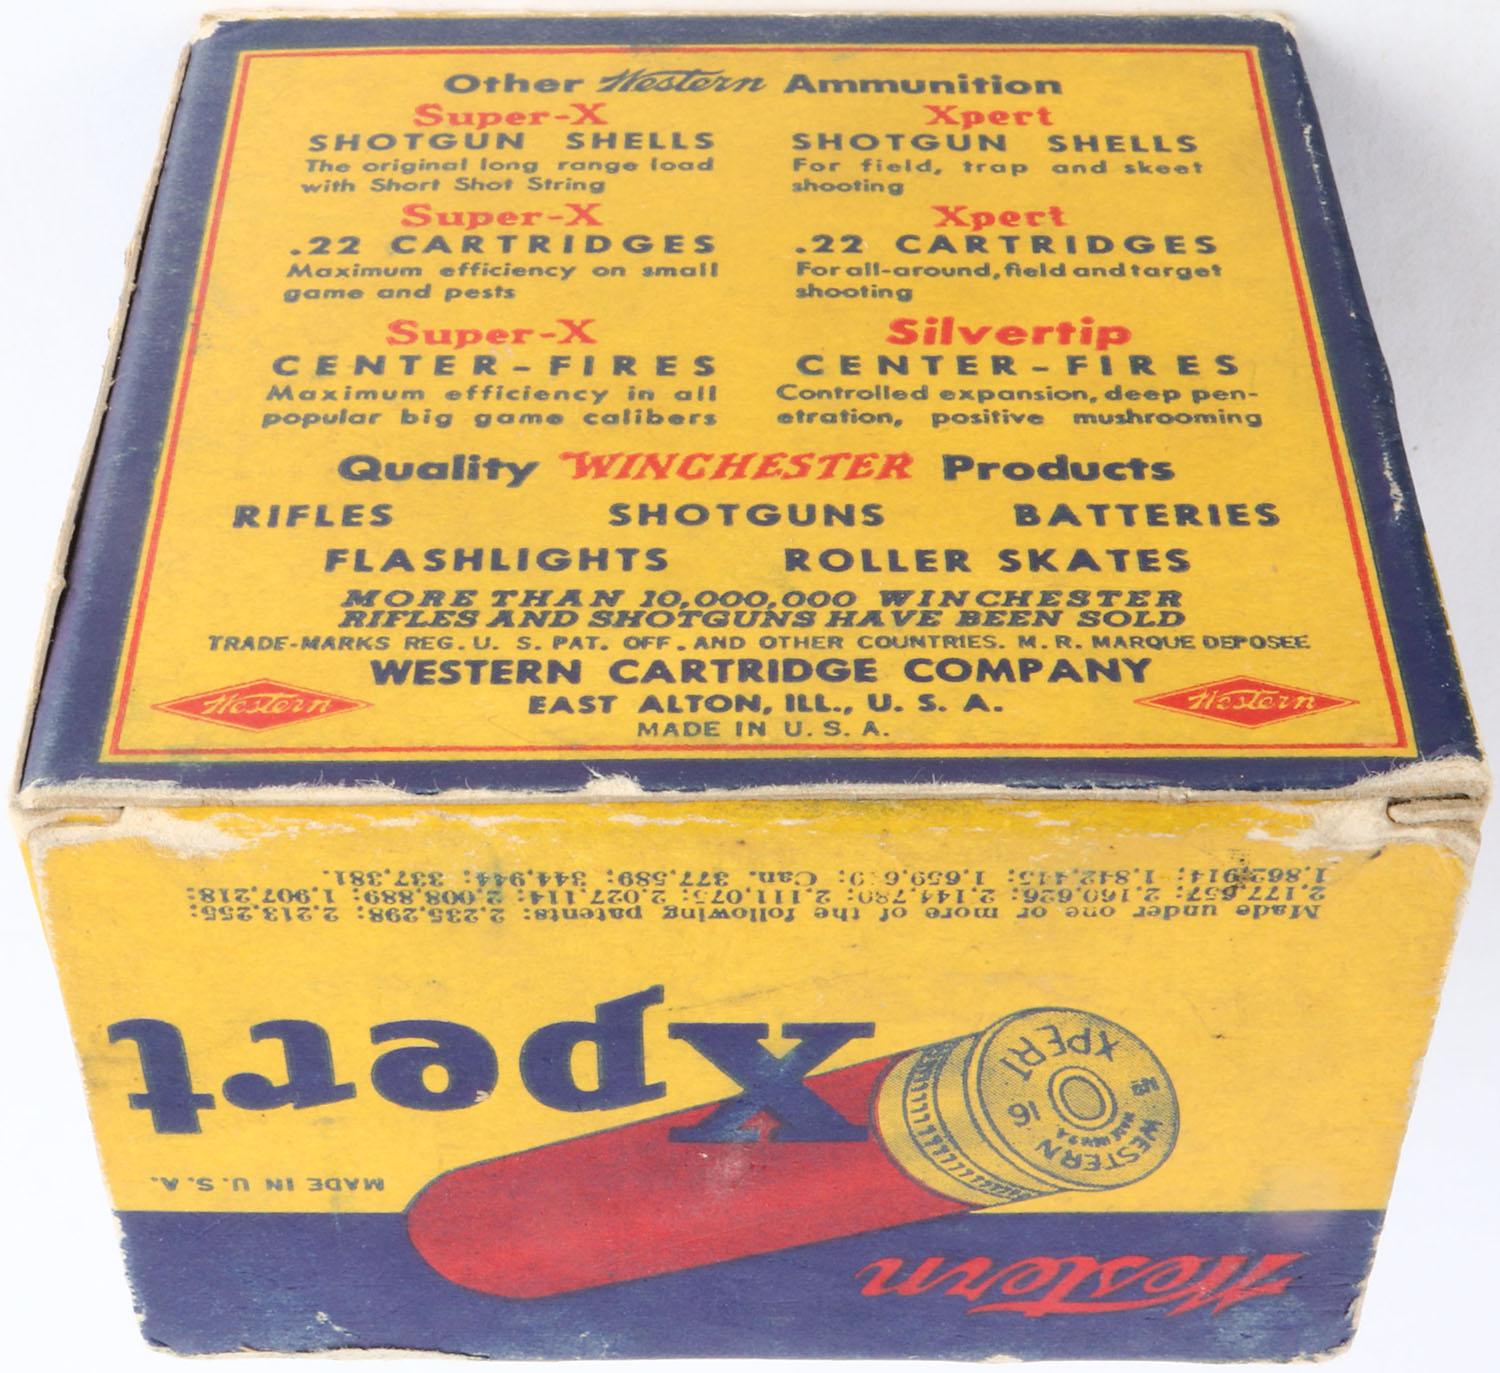 Other Western Ammunition
Super-X
SHOTGUN SHELLS
The original long range load
with Short Shot String
Xpert
SHOTGUN SHELLS
For field, trap and skeet
shooting
Super-X
.22 CARTRIDGES
Maximum efficiency on small
game and pests
Xpert
.22 CARTRIDGES
For all-around, field and target
shooting
Super-X
CENTER-FIRES
Maximum efficiency in all
popular big game calibers
Silvertip
CENTER-FIRES
Controlled expansion, deep pen-
etration, positive mushrooming
Quality WINCHESTER Products
RIFLES SHOTGUNS BATTERIES
FLASHLIGHTS ROLLER SKATES
MORE THAN 10,000,000 WINCHESTER
RIFLES AND SHOTGUNS HAVE BEEN SOLD
TRADE-MARKS REG. U. S. PAT. OFF. AND OTHER COUNTRIES. M. R. MARQUE DEPOSEE
WESTERN CARTRIDGE COMPANY
EAST ALTON, ILL., U. S. A.
MADE IN U. S. A.
Western
Western
Western
MADE IN U.S.A.
Xpert
XPERT
16
WESTERN
MADE IN U.S.A.
Made under one or more of the following patents: 2,235,298; 2,213,255;
2,177,657; 2,160,626; 2,144,780; 2,111,075; 2,027,114; 2,008,889; 1,907,218;
1,862,914; 1,842,445; Can. 377,589; 344,944; 337,381.